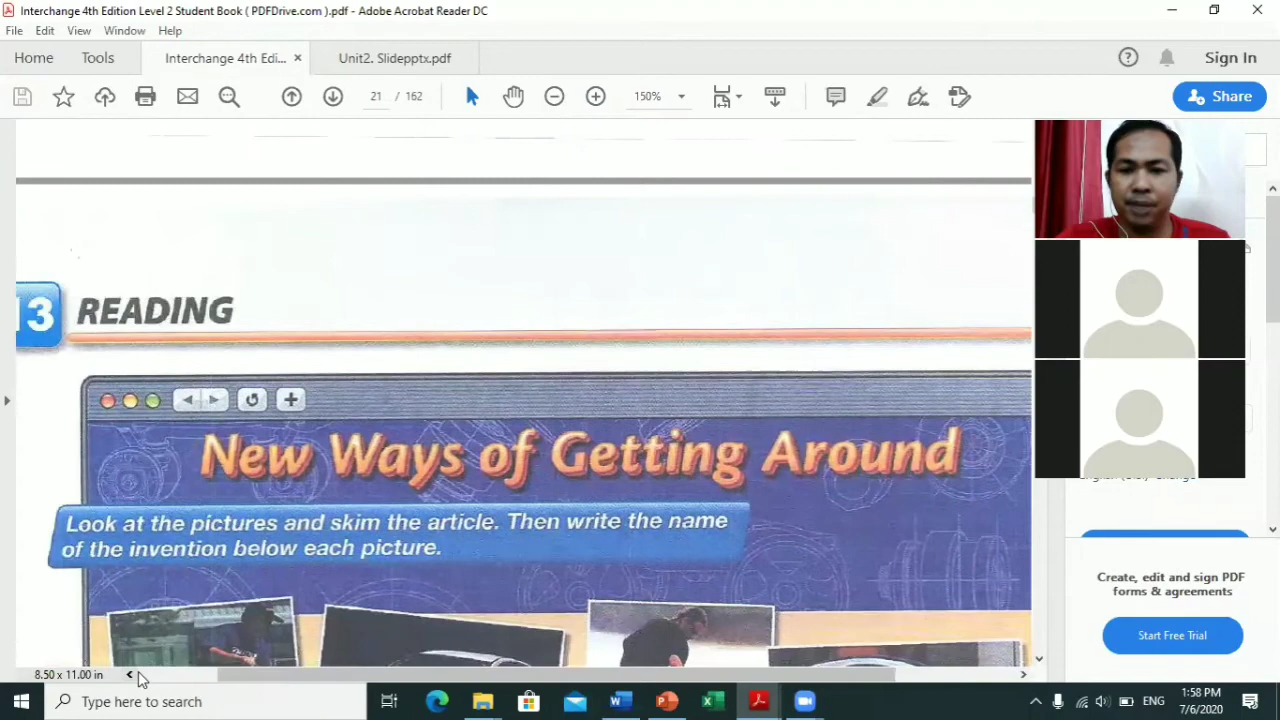 Interchange 4th Edition Level 2 Student Book ( PDFDrive.com ).pdf - Adobe Acrobat Reader DC
File Edit View Window Help
Home Tools Interchange 4th Edi... × Unit2. Slidepptx.pdf Sign In
21 / 162 150% Share
13 READING
New Ways of Getting Around
Look at the pictures and skim the article. Then write the name
of the invention below each picture.
Create, edit and sign PDF
forms & agreements
Start Free Trial
8.50 x 11.00 in
Type here to search
ENG
1:58 PM
7/6/2020